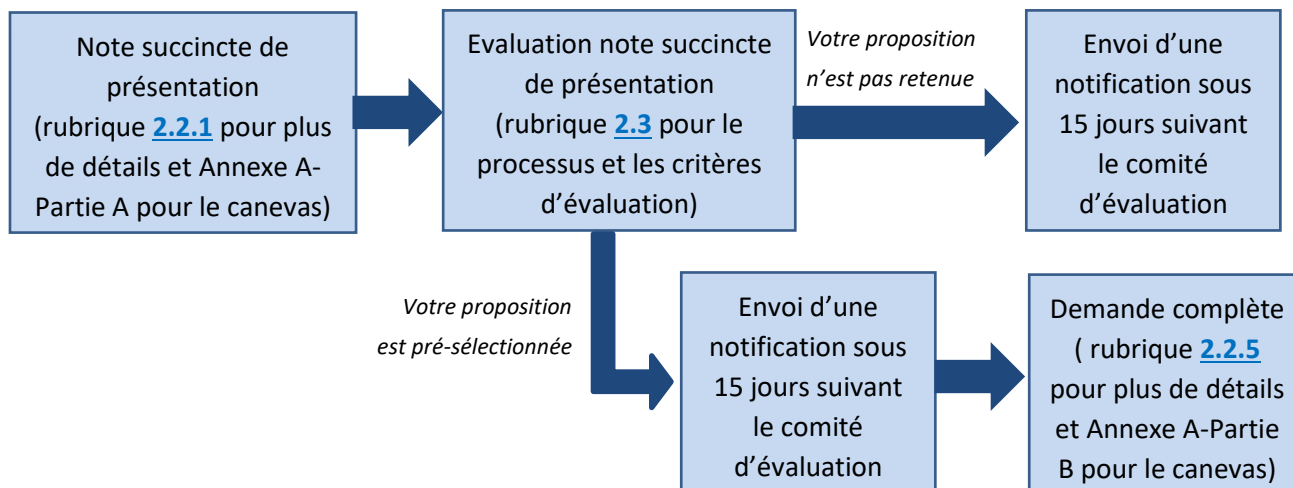 Note succincte de
présentation
(rubrique 2.2.1 pour plus
de détails et Annexe A-
Partie A pour le canevas)
Evaluation note succincte
de présentation
(rubrique 2.3 pour le
processus et les critères
d’évaluation)
Votre proposition
n’est pas retenue
Envoi d’une
notification sous
15 jours suivant
le comité
d’évaluation
Votre proposition
est pré-sélectionnée
Envoi d’une
notification sous
15 jours suivant
le comité
d’évaluation
Demande complète
( rubrique 2.2.5
pour plus de détails
et Annexe A-Partie
B pour le canevas)